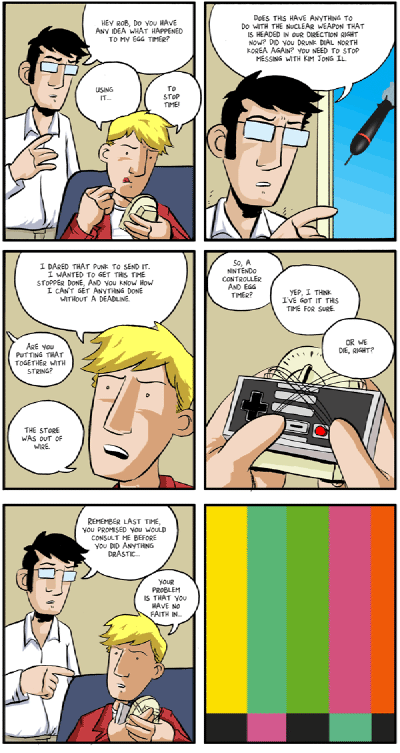 HEY ROB, DO YOU HAVE
ANY IDEA WHAT HAPPENED
TO MY EGG TIMER?
USING
IT...
TO
STOP
TIME!
DOES THIS HAVE ANYTHING TO
DO WITH THE NUCLEAR WEAPON THAT
IS HEADED IN OUR DIRECTION RIGHT
NOW? DID YOU DRUNK DIAL NORTH
KOREA AGAIN? YOU NEED TO STOP
MESSING WITH KIM JONG IL.
I DARED THAT PUNK TO SEND IT.
I WANTED TO GET THIS TIME
STOPPER DONE, AND YOU KNOW HOW
I CAN'T GET ANYTHING DONE
WITHOUT A DEADLINE.
ARE YOU
PUTTING THAT
TOGETHER WITH
STRING?
THE STORE
WAS OUT OF
WIRE.
SO, A
NINTENDO
CONTROLLER
AND EGG
TIMER?
YEP, I THINK
I'VE GOT IT THIS
TIME FOR SURE.
OR WE
DIE, RIGHT?
REMEMBER LAST TIME,
YOU PROMISED YOU WOULD
CONSULT ME BEFORE
YOU DID ANYTHING
DRASTIC...
YOUR
PROBLEM
IS THAT YOU
HAVE NO
FAITH IN...